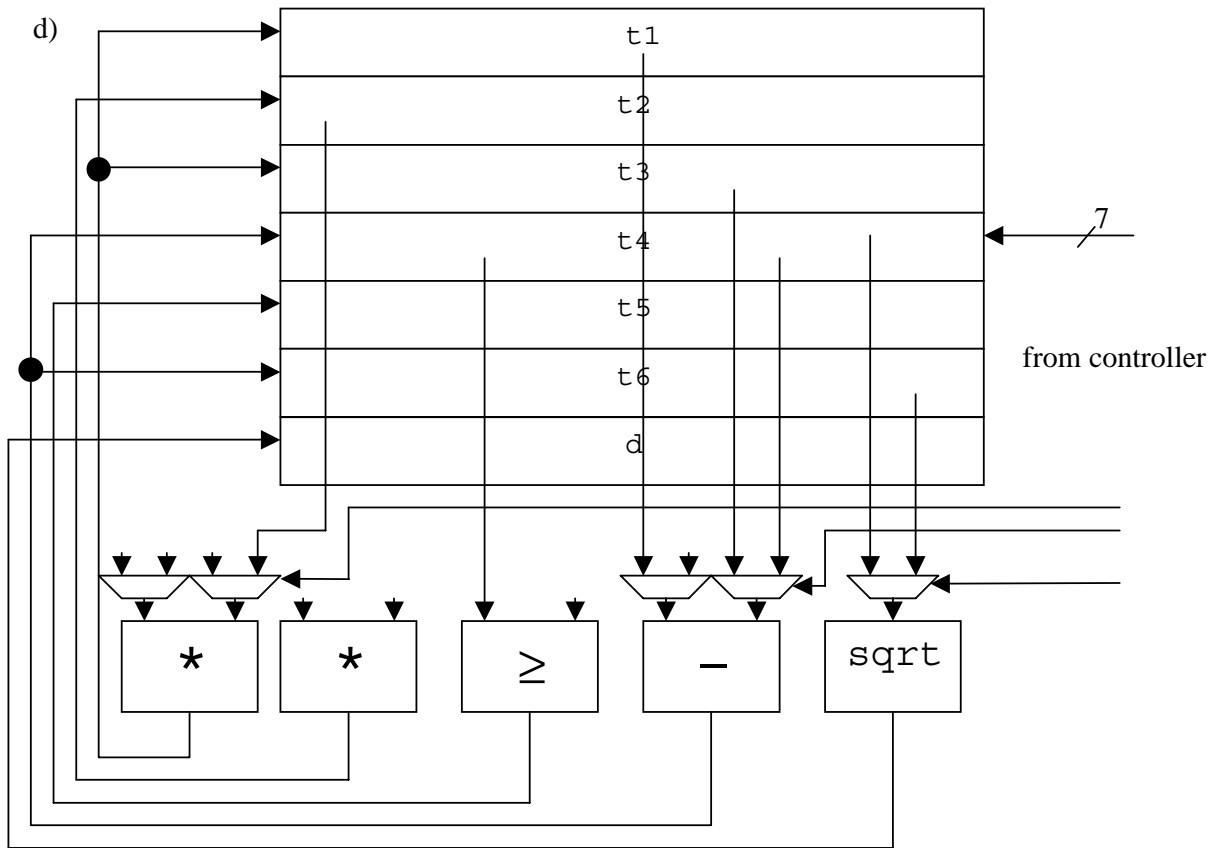 d)
t1
t2
t3
t4
7
t5
from controller
t6
d
* * ≥ − sqrt